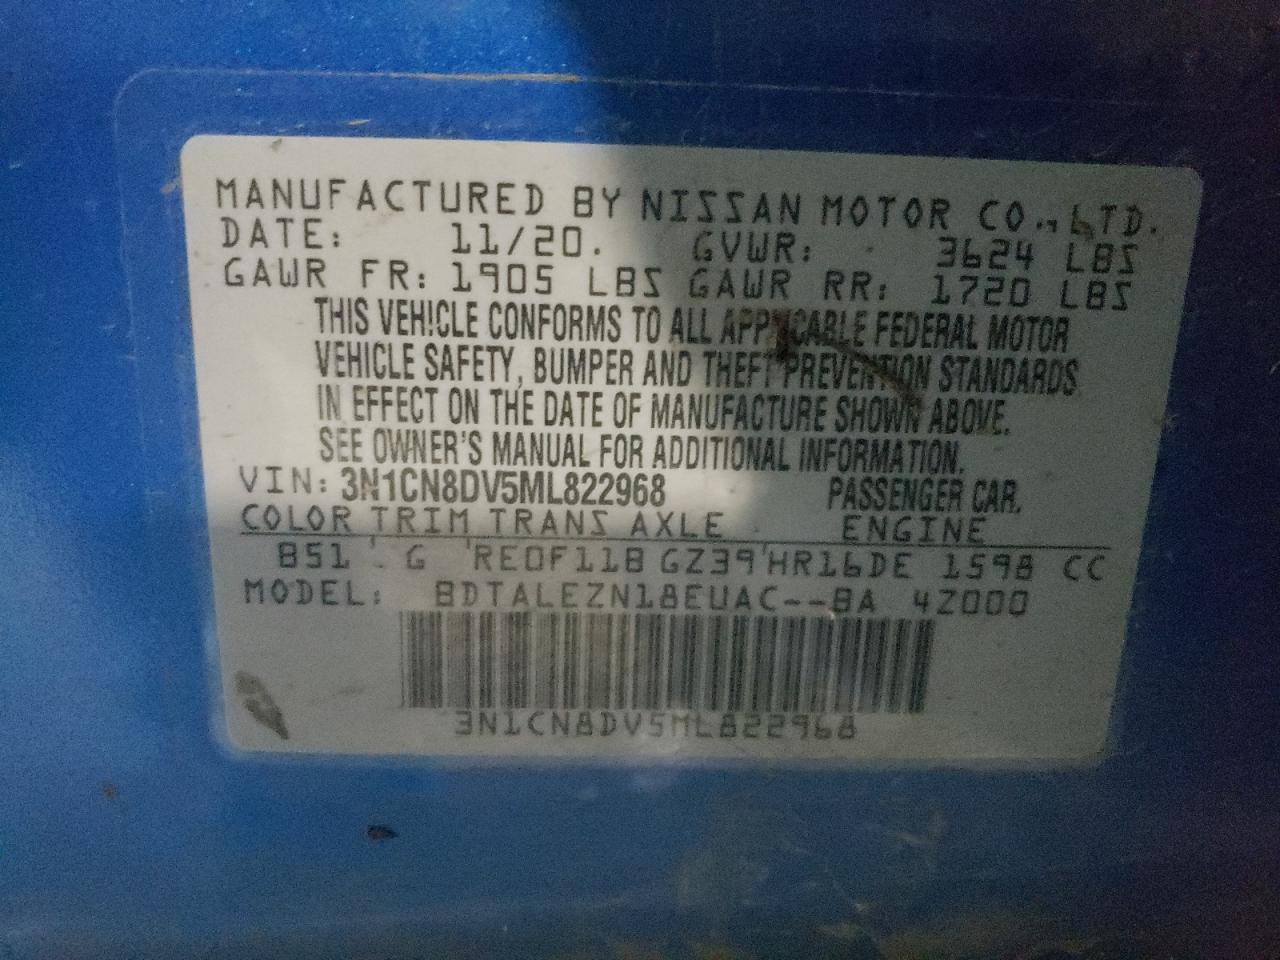 MANUFACTURED BY NISSAN MOTOR CO., LTD.
DATE: 11/20. GVWR: 3624 LBS
GAWR FR: 1905 LBS GAWR RR: 1720 LBS
THIS VEHICLE CONFORMS TO ALL APPLICABLE FEDERAL MOTOR
VEHICLE SAFETY, BUMPER AND THEFT PREVENTION STANDARDS
IN EFFECT ON THE DATE OF MANUFACTURE SHOWN ABOVE.
SEE OWNER'S MANUAL FOR ADDITIONAL INFORMATION.
VIN: 3N1CN8DV5ML822968 PASSENGER CAR.
COLOR TRIM TRANS AXLE ENGINE
B51 G RE0F11B GZ39 HR16DE 1598 CC
MODEL: BDTALEZN18EUAC--BA 4Z000
3N1CN8DV5ML822968